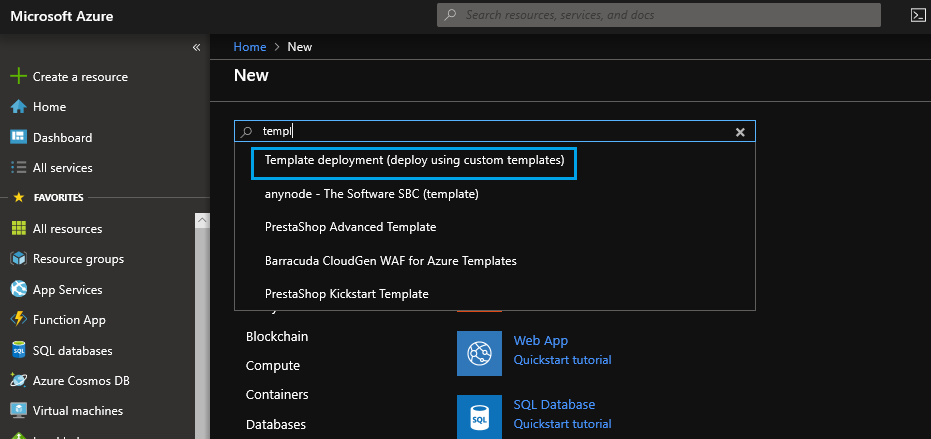 Microsoft Azure
Search resources, services, and docs
«
Create a resource
Home
Dashboard
All services
FAVORITES
All resources
Resource groups
App Services
Function App
SQL databases
Azure Cosmos DB
Virtual machines
Home > New
New
templ
Template deployment (deploy using custom templates)
anynode - The Software SBC (template)
PrestaShop Advanced Template
Barracuda CloudGen WAF for Azure Templates
PrestaShop Kickstart Template
Blockchain
Compute
Containers
Databases
Web App
Quickstart tutorial
SQL
SQL Database
Quickstart tutorial